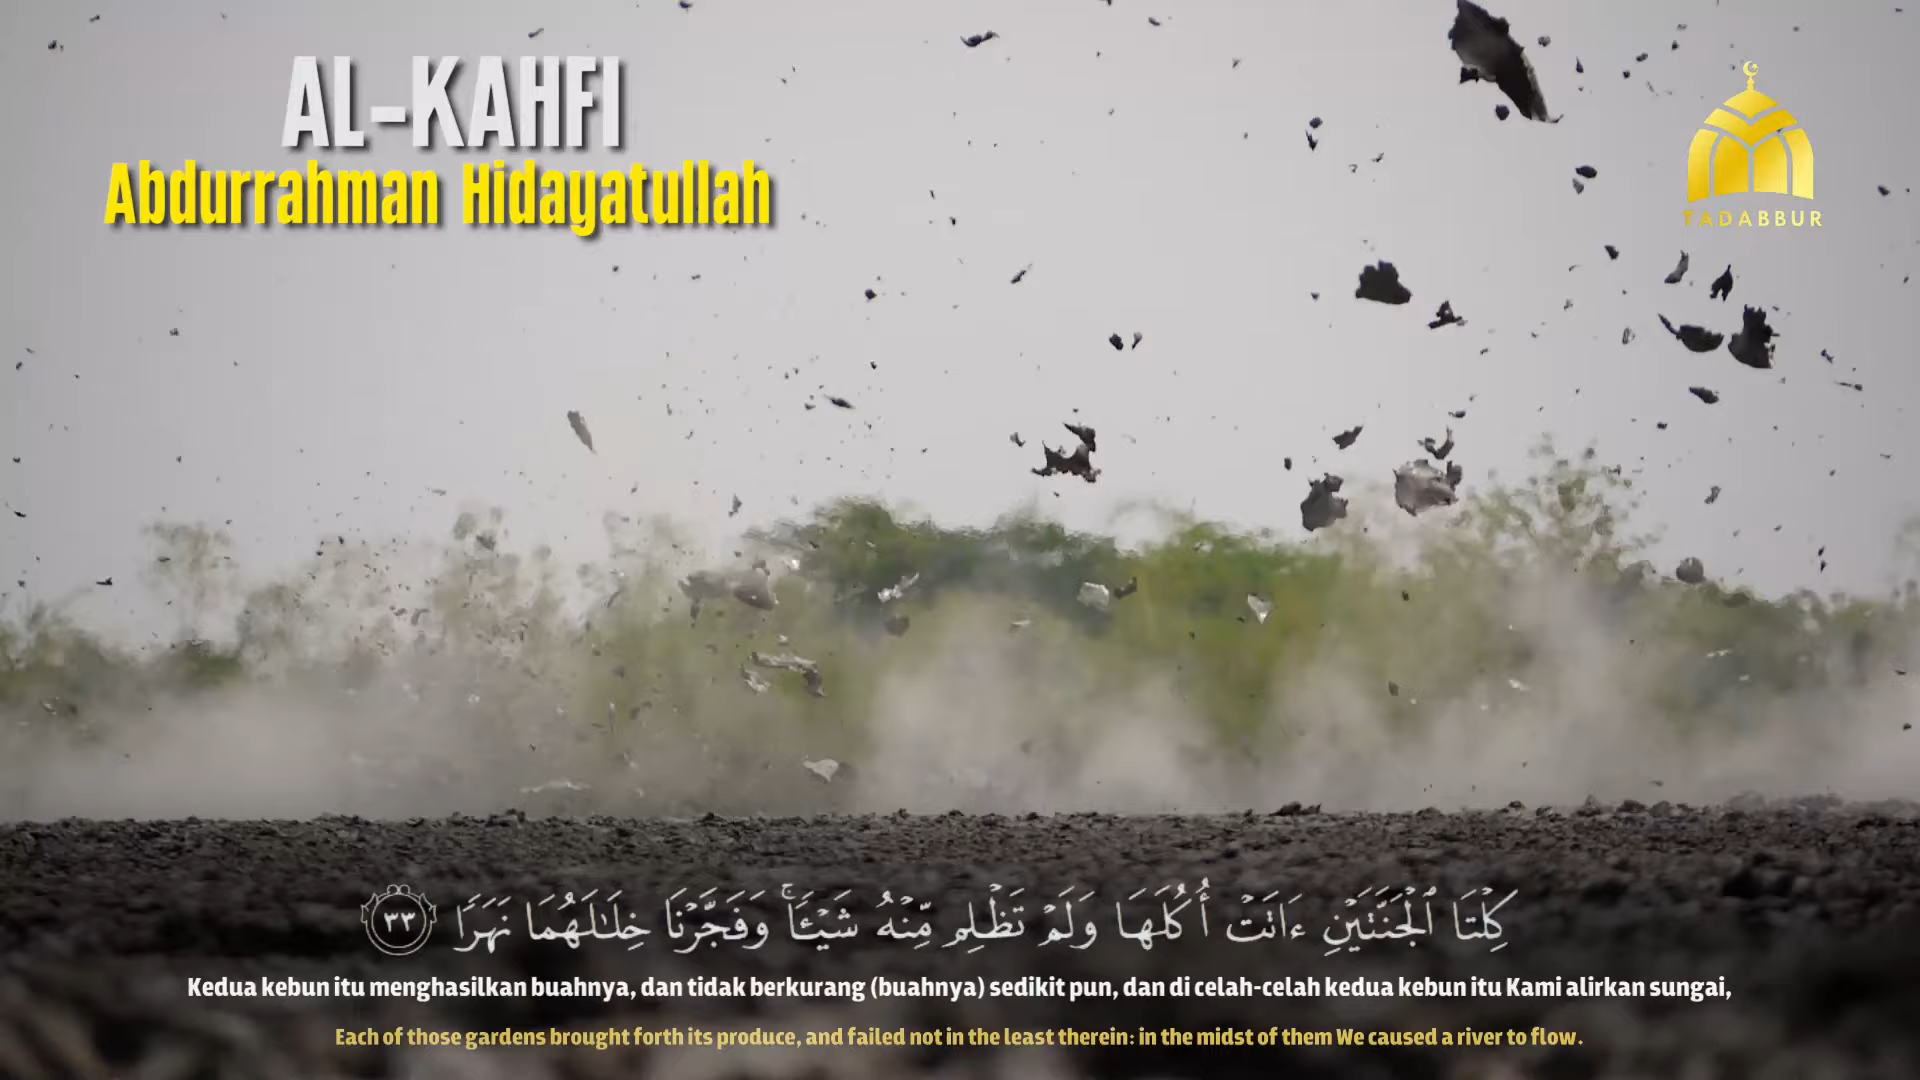 AL-KAHFI
Abdurrahman Hidayatullah
TADABBUR
كِلْتَا ٱلْجَنَّتَيْنِ ءَاتَتْ أُكُلَهَا وَلَمْ تَظْلِم مِّنْهُ شَيْـًٔا ۚ وَفَجَّرْنَا خِلَـٰلَهُمَا نَهَرًا ٣٣
Kedua kebun itu menghasilkan buahnya, dan tidak berkurang (buahnya) sedikit pun, dan di celah-celah kedua kebun itu Kami alirkan sungai,
Each of those gardens brought forth its produce, and failed not in the least therein: in the midst of them We caused a river to flow.